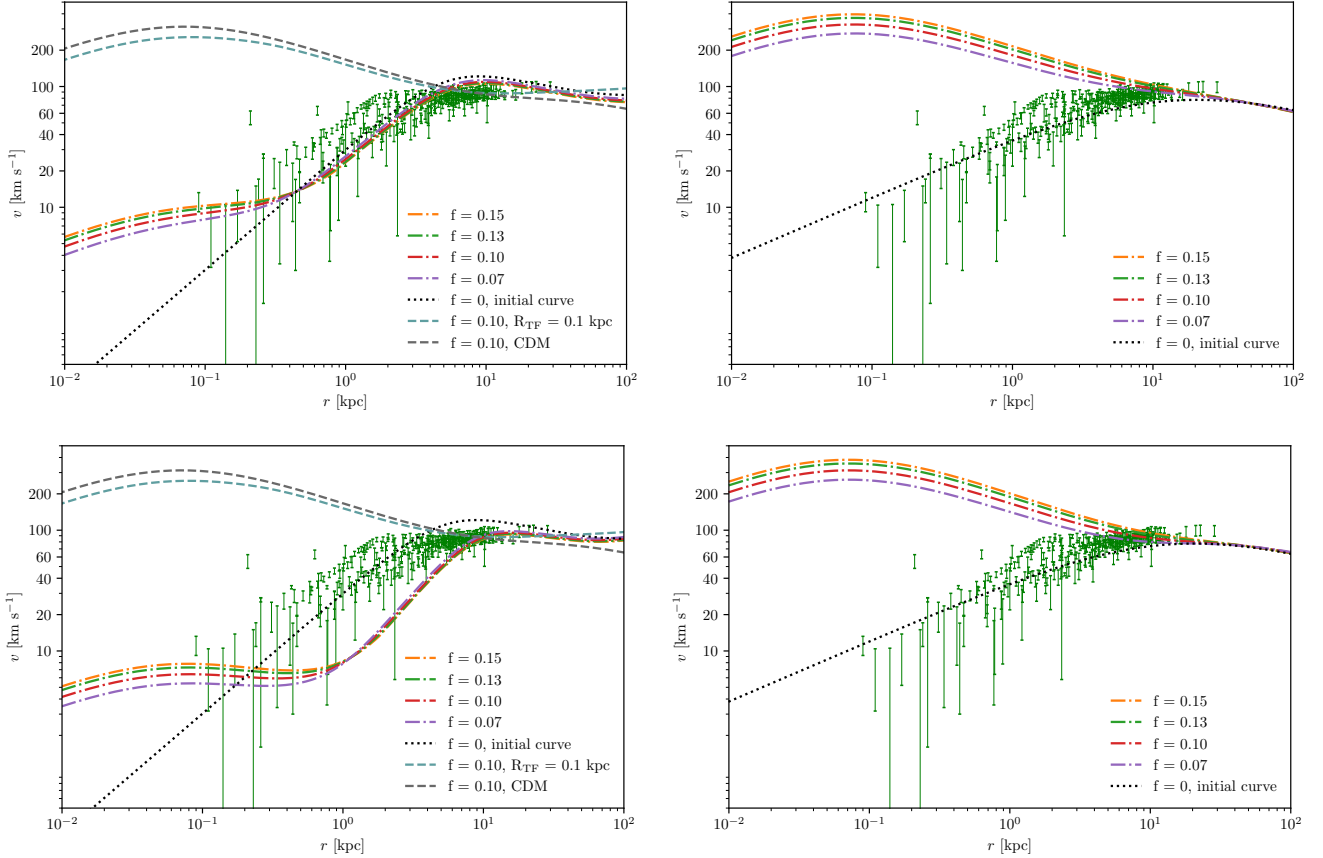 200
100
60
40
20
10
v [km s⁻¹]
f = 0.15
f = 0.13
f = 0.10
f = 0.07
f = 0, initial curve
f = 0.10, R_TF = 0.1 kpc
f = 0.10, CDM
10⁻² 10⁻¹ 10⁰ 10¹ 10²
r [kpc]
200
100
60
40
20
10
v [km s⁻¹]
f = 0.15
f = 0.13
f = 0.10
f = 0.07
f = 0, initial curve
10⁻² 10⁻¹ 10⁰ 10¹ 10²
r [kpc]
200
100
60
40
20
10
v [km s⁻¹]
f = 0.15
f = 0.13
f = 0.10
f = 0.07
f = 0, initial curve
f = 0.10, R_TF = 0.1 kpc
f = 0.10, CDM
10⁻² 10⁻¹ 10⁰ 10¹ 10²
r [kpc]
200
100
60
40
20
10
v [km s⁻¹]
f = 0.15
f = 0.13
f = 0.10
f = 0.07
f = 0, initial curve
10⁻² 10⁻¹ 10⁰ 10¹ 10²
r [kpc]